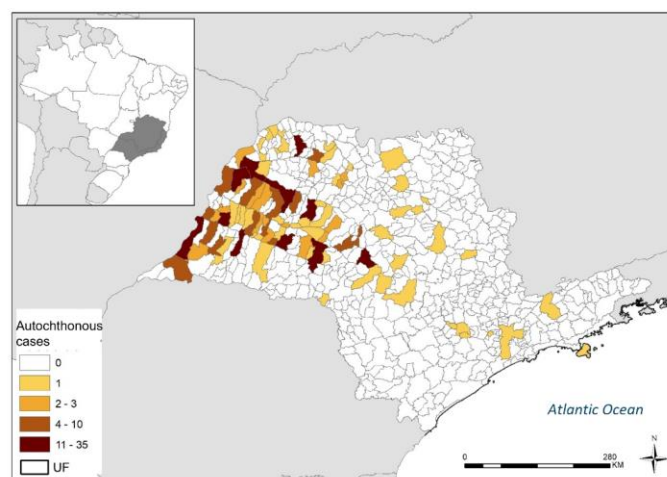 Autochthonous
cases
0
1
2 - 3
4 - 10
11 - 35
UF
Atlantic Ocean
N
0
280
KM